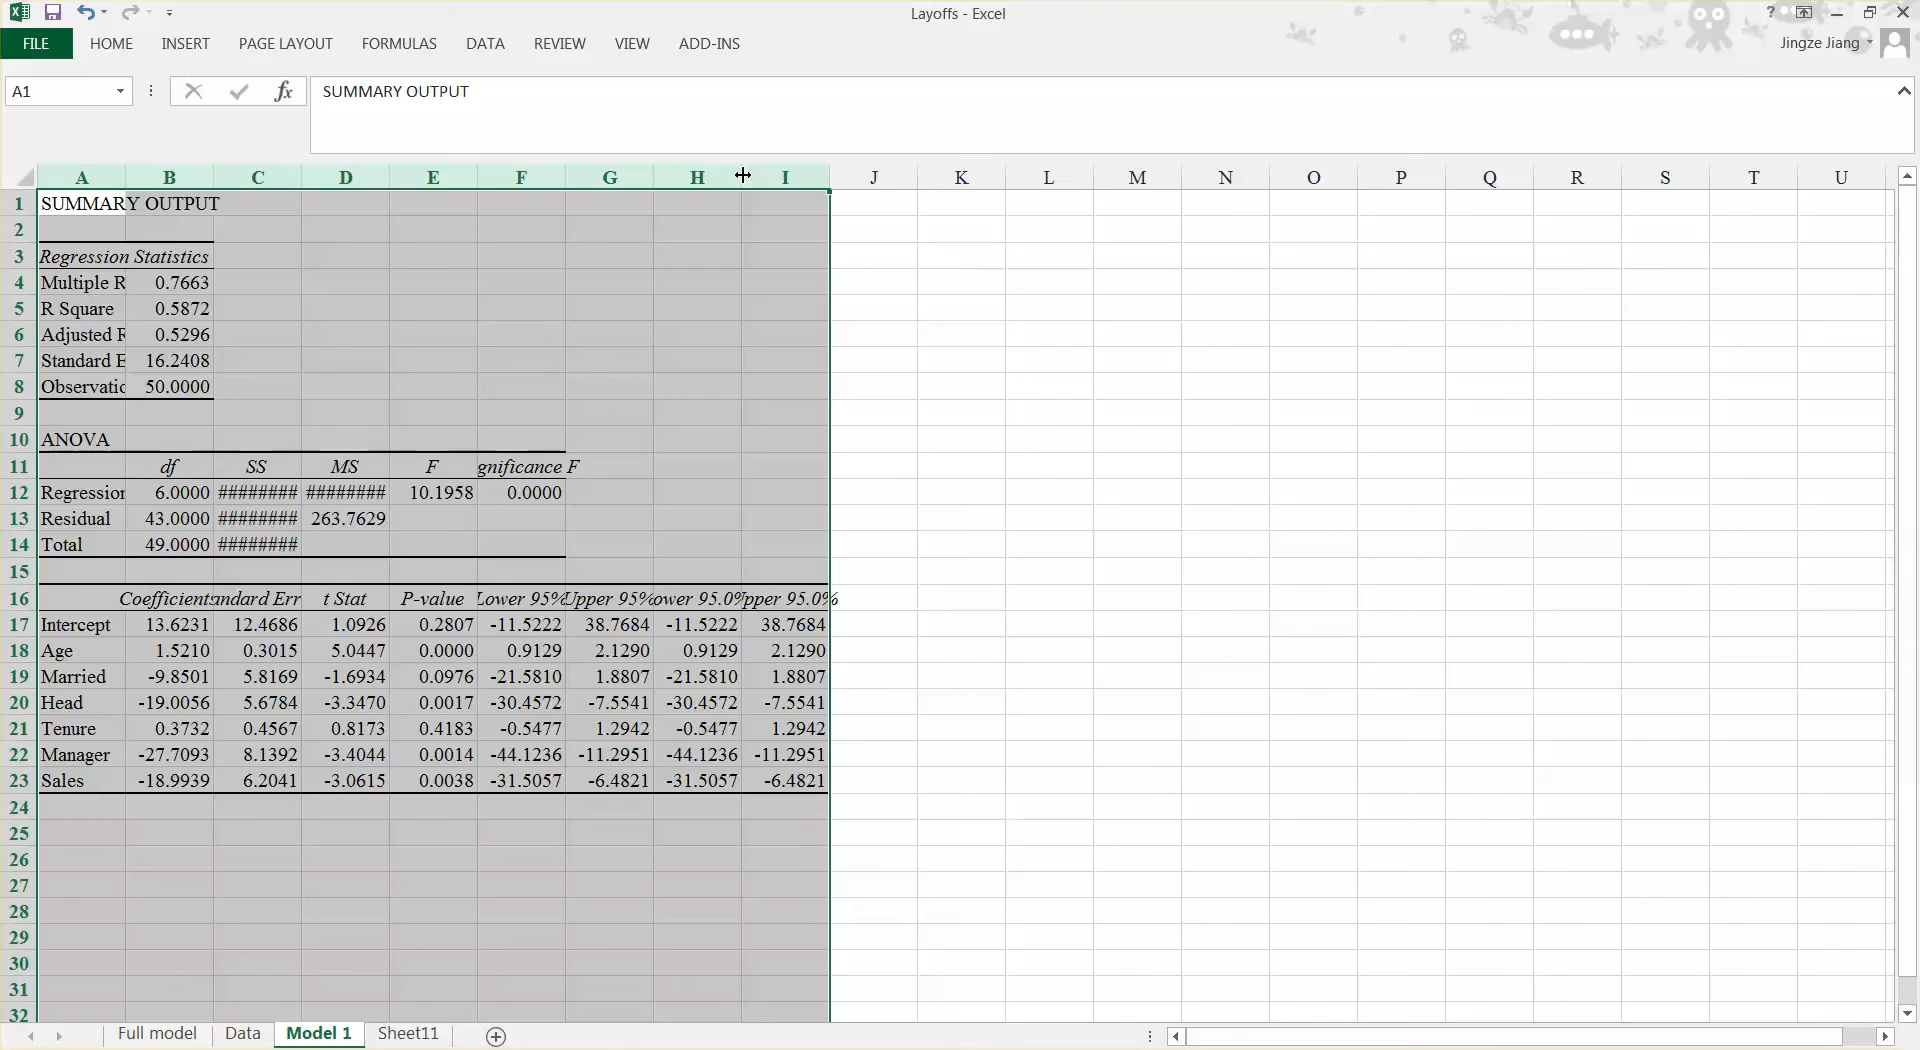 Layoffs - Excel
?
FILE HOME INSERT PAGE LAYOUT FORMULAS DATA REVIEW VIEW ADD-INS Jingze Jiang
A1 fx SUMMARY OUTPUT
A B C D E F G H I J K L M N O P Q R S T U
1 SUMMARY OUTPUT
2
3 Regression Statistics
4 Multiple R 0.7663
5 R Square 0.5872
6 Adjusted R 0.5296
7 Standard E 16.2408
8 Observatio 50.0000
9
10 ANOVA
11 df SS MS F gnificance F
12 Regression 6.0000 ######## ######## 10.1958 0.0000
13 Residual 43.0000 ######## 263.7629
14 Total 49.0000 ########
15
16 Coefficients andard Err t Stat P-value Lower 95% Upper 95% ower 95.0% pper 95.0%
17 Intercept 13.6231 12.4686 1.0926 0.2807 -11.5222 38.7684 -11.5222 38.7684
18 Age 1.5210 0.3015 5.0447 0.0000 0.9129 2.1290 0.9129 2.1290
19 Married -9.8501 5.8169 -1.6934 0.0976 -21.5810 1.8807 -21.5810 1.8807
20 Head -19.0056 5.6784 -3.3470 0.0017 -30.4572 -7.5541 -30.4572 -7.5541
21 Tenure 0.3732 0.4567 0.8173 0.4183 -0.5477 1.2942 -0.5477 1.2942
22 Manager -27.7093 8.1392 -3.4044 0.0014 -44.1236 -11.2951 -44.1236 -11.2951
23 Sales -18.9939 6.2041 -3.0615 0.0038 -31.5057 -6.4821 -31.5057 -6.4821
24
25
26
27
28
29
30
31
32
Full model Data Model 1 Sheet11